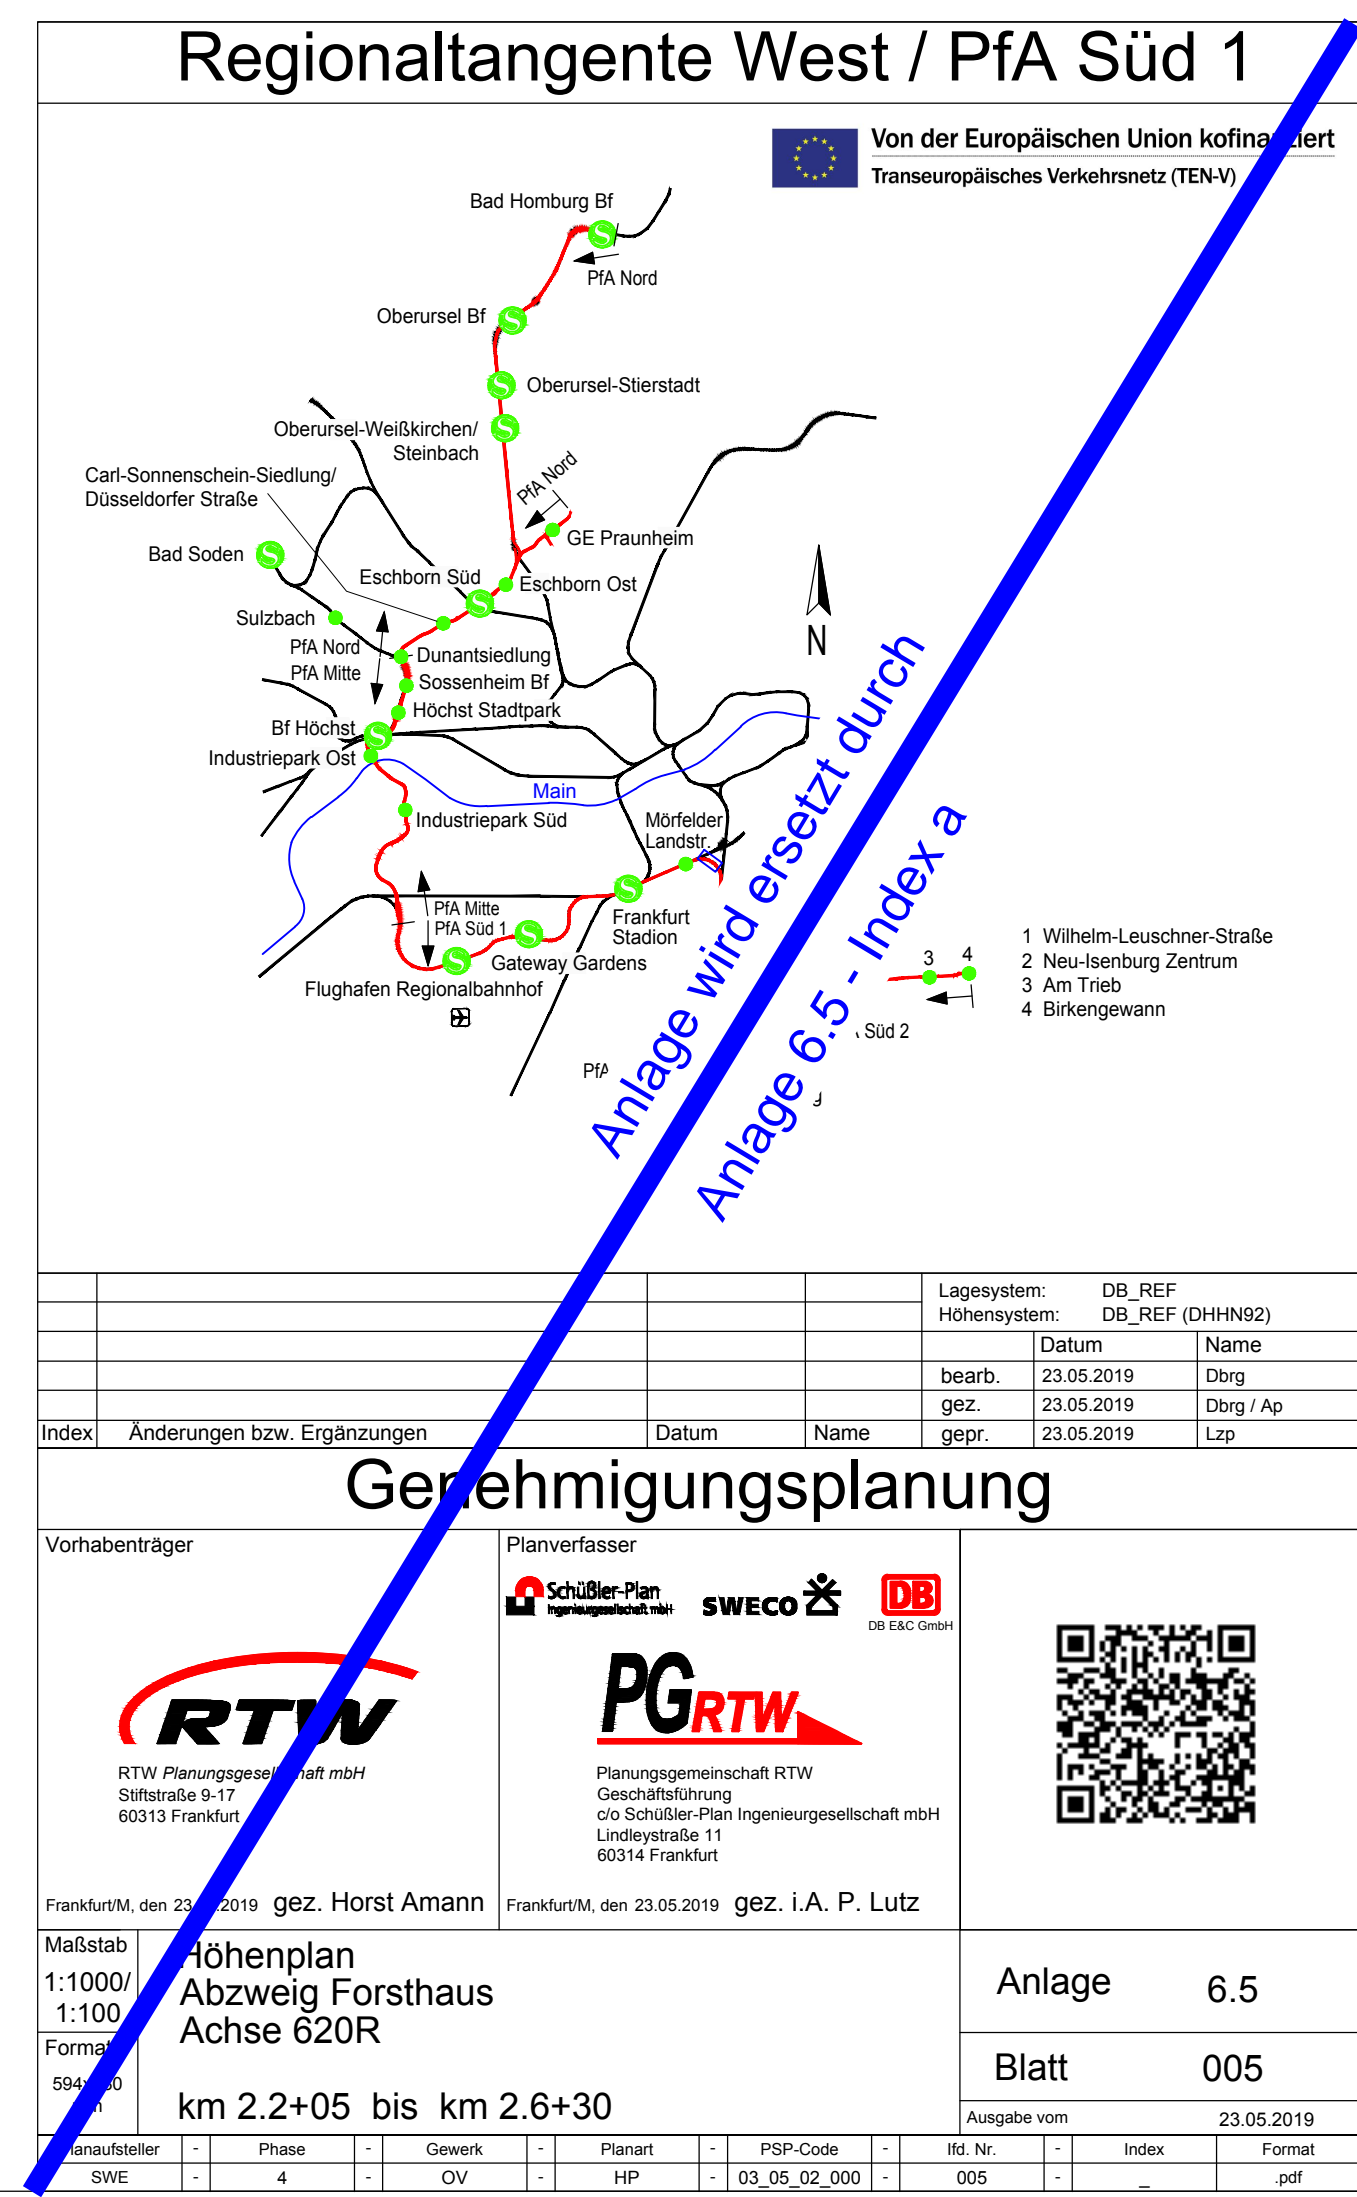 Regionaltangente West / PfA Süd 1
Von der Europäischen Union kofinanziert
Transeuropäisches Verkehrsnetz (TEN-V)
Bad Homburg Bf
PfA Nord
Oberursel Bf
Oberursel-Stierstadt
Oberursel-Weißkirchen/
Steinbach
Carl-Sonnenschein-Siedlung/
Düsseldorfer Straße
PfA Nord
GE Praunheim
Bad Soden
Eschborn Süd
Eschborn Ost
Sulzbach
PfA Nord
PfA Mitte
Dunantsiedlung
Sossenheim Bf
Höchst Stadtpark
N
Bf Höchst
Industriepark Ost
Main
Industriepark Süd
Mörfelder
Landstr.
PfA Mitte
PfA Süd 1
Frankfurt
Stadion
Gateway Gardens
Flughafen Regionalbahnhof
3 4
Süd 2
PfA
1 Wilhelm-Leuschner-Straße
2 Neu-Isenburg Zentrum
3 Am Trieb
4 Birkengewann
Anlage wird ersetzt durch
Anlage 6.5 - Index a
Lagesystem: DB_REF
Höhensystem: DB_REF (DHHN92)
Datum Name
bearb. 23.05.2019 Dbrg
gez. 23.05.2019 Dbrg / Ap
Index Änderungen bzw. Ergänzungen Datum Name gepr. 23.05.2019 Lzp
Genehmigungsplanung
Vorhabenträger
Planverfasser
Schüßler-Plan
Ingenieurgesellschaft mbH
SWECO
DB
DB E&C GmbH
RTW
PG RTW
RTW Planungsgesellschaft mbH
Stiftstraße 9-17
60313 Frankfurt
Planungsgemeinschaft RTW
Geschäftsführung
c/o Schüßler-Plan Ingenieurgesellschaft mbH
Lindleystraße 11
60314 Frankfurt
Frankfurt/M, den 23. 2019 gez. Horst Amann
Frankfurt/M, den 23.05.2019 gez. i.A. P. Lutz
Maßstab
1:1000/
1:100
Format
Höhenplan
Abzweig Forsthaus
Achse 620R
km 2.2+05 bis km 2.6+30
Anlage 6.5
Blatt 005
Ausgabe vom 23.05.2019
Planaufsteller - Phase - Gewerk - Planart - PSP-Code - lfd. Nr. - Index Format
SWE - 4 - OV - HP - 03_05_02_000 - 005 - _ .pdf